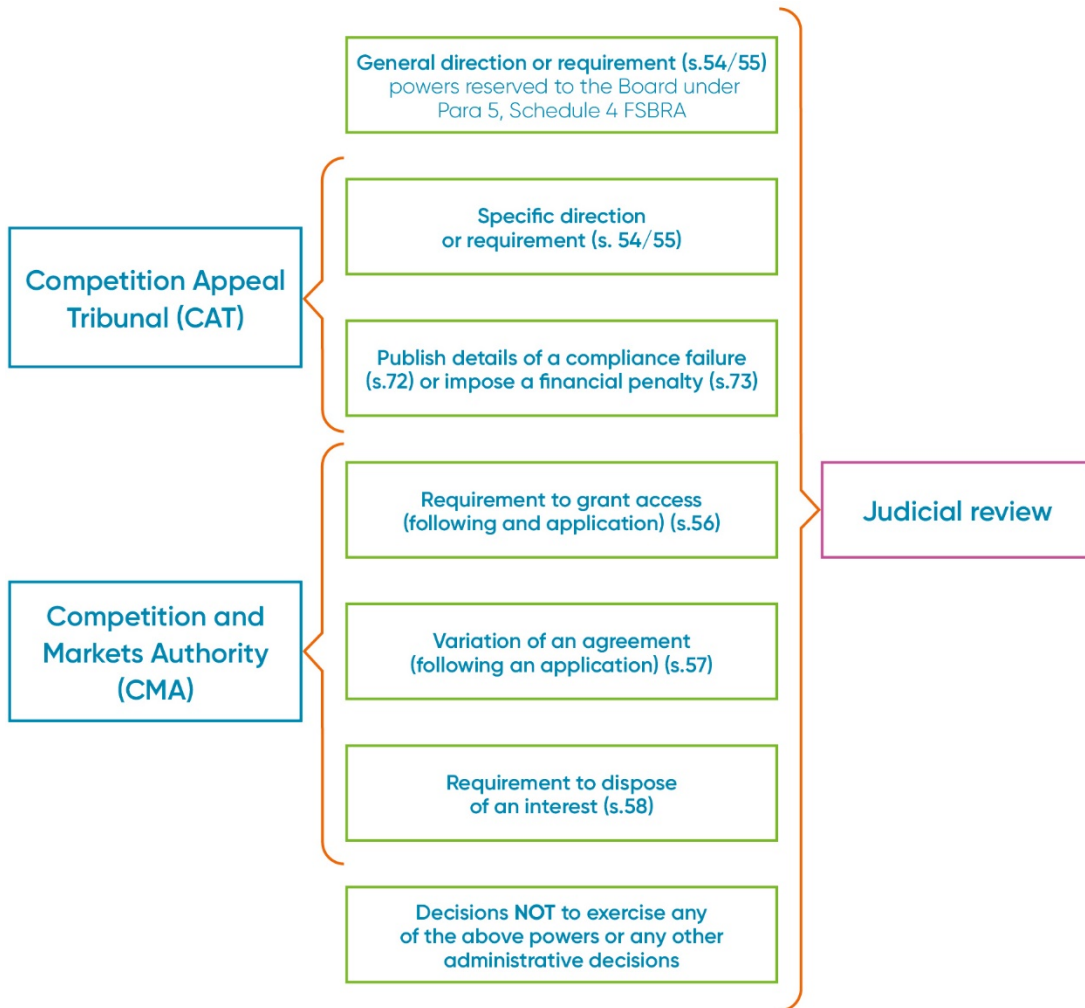 General direction or requirement (s.54/55)
powers reserved to the Board under
Para 5, Schedule 4 FSBRA
Competition Appeal
Tribunal (CAT)
Specific direction
or requirement (s. 54/55)
Publish details of a compliance failure
(s.72) or impose a financial penalty (s.73)
Competition and
Markets Authority
(CMA)
Requirement to grant access
(following and application) (s.56)
Variation of an agreement
(following an application) (s.57)
Requirement to dispose
of an interest (s.58)
Decisions NOT to exercise any
of the above powers or any other
administrative decisions
Judicial review